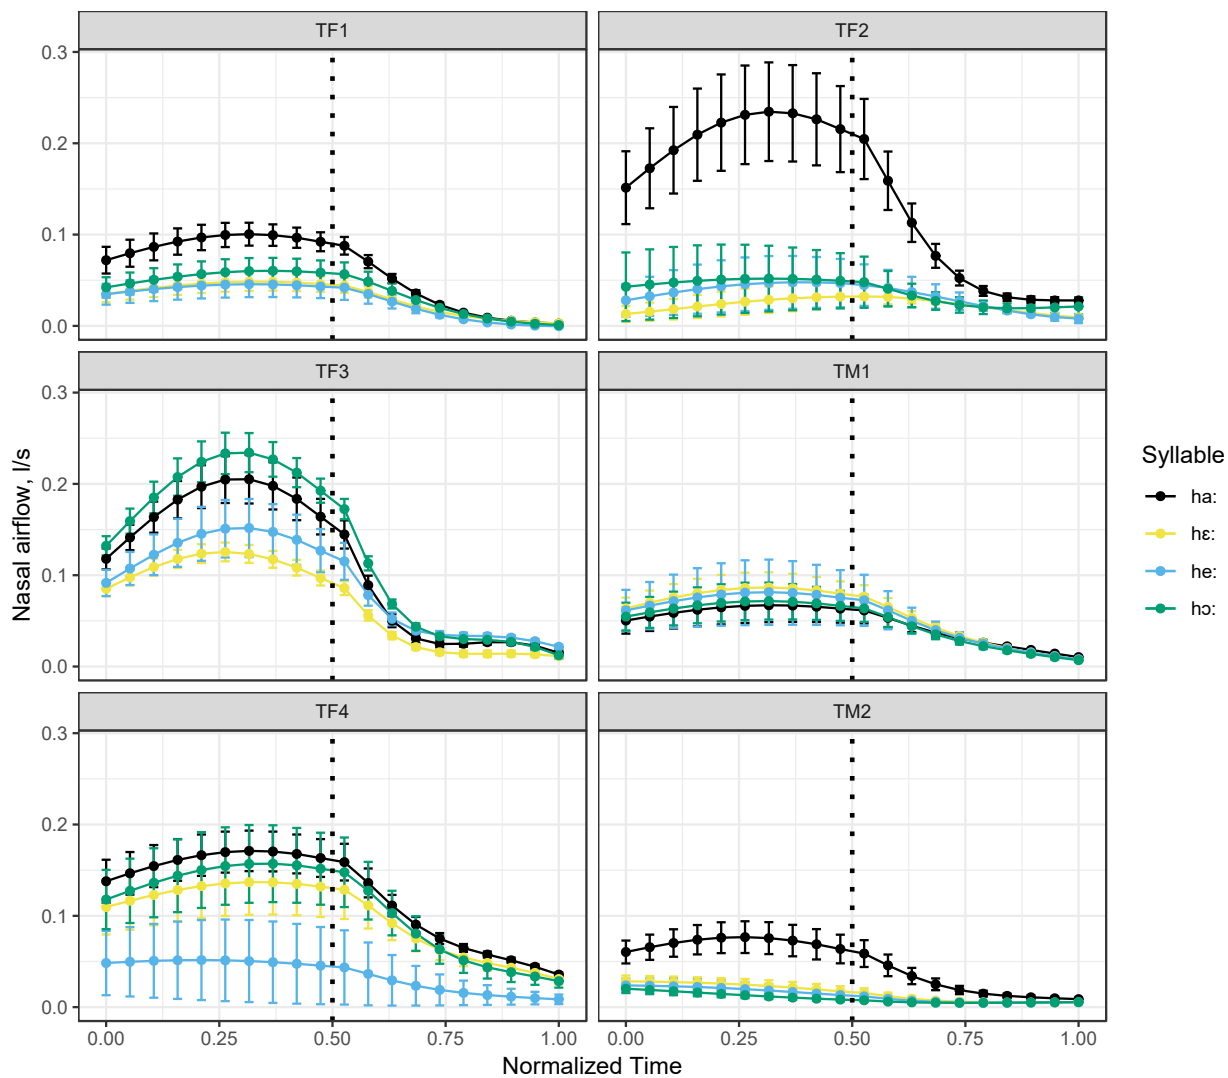 TF1
TF2
0.3
0.2
0.1
0.0
TF3
TM1
0.3
0.2
0.1
0.0
TF4
TM2
0.3
0.2
0.1
0.0
0.00 0.25 0.50 0.75 1.00
0.00 0.25 0.50 0.75 1.00
Normalized Time
Nasal airflow, l/s
Syllable
haː
hɛː
heː
hɔː